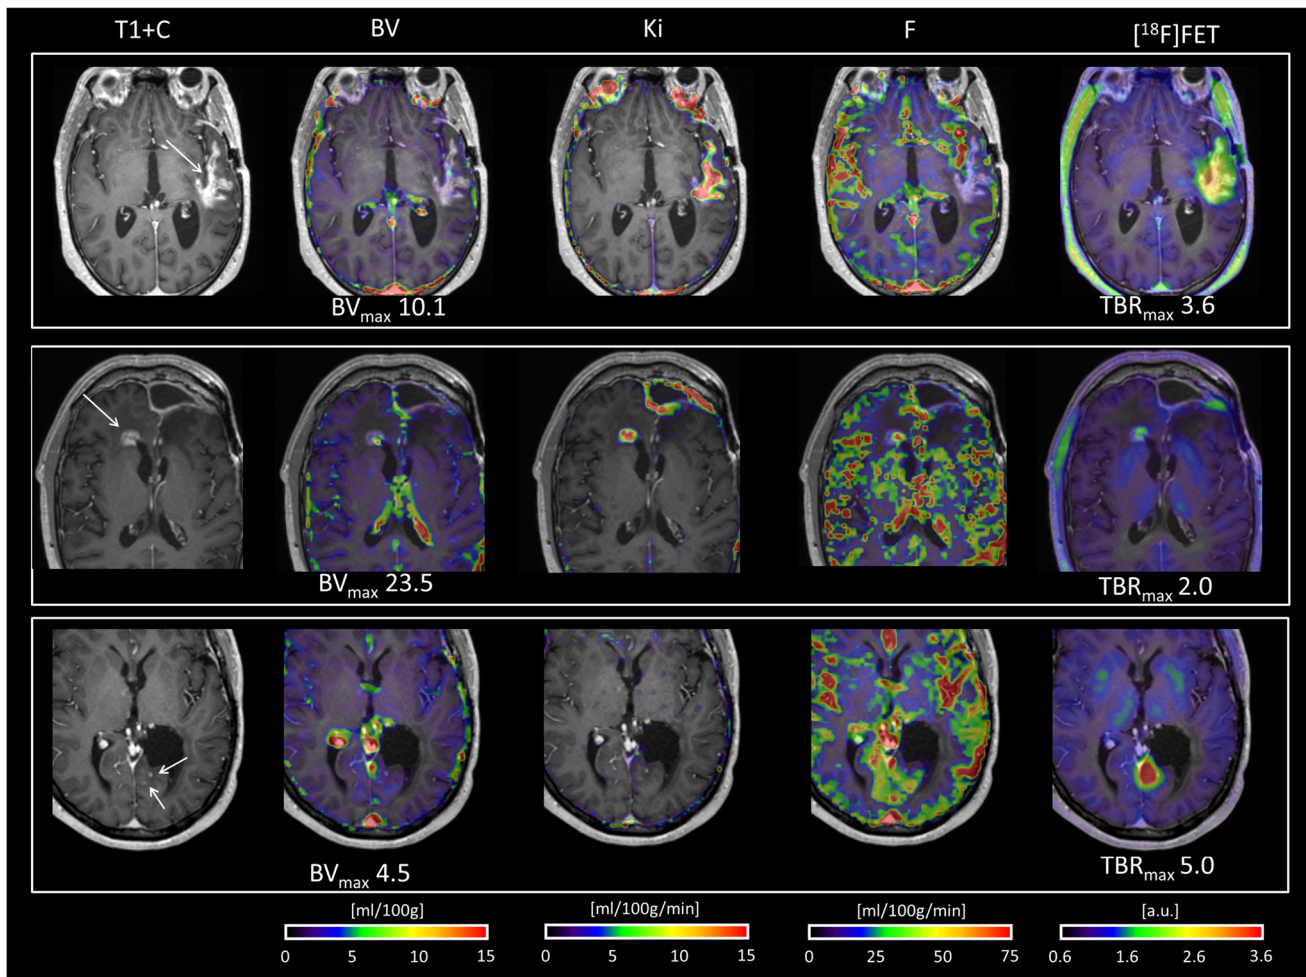 T1+C BV Ki F [¹⁸F]FET
BVmax 10.1 TBRmax 3.6
BVmax 23.5 TBRmax 2.0
BVmax 4.5 TBRmax 5.0
[ml/100g] [ml/100g/min] [ml/100g/min] [a.u.]
0 5 10 15 0 5 10 15 0 25 50 75 0.6 1.6 2.6 3.6